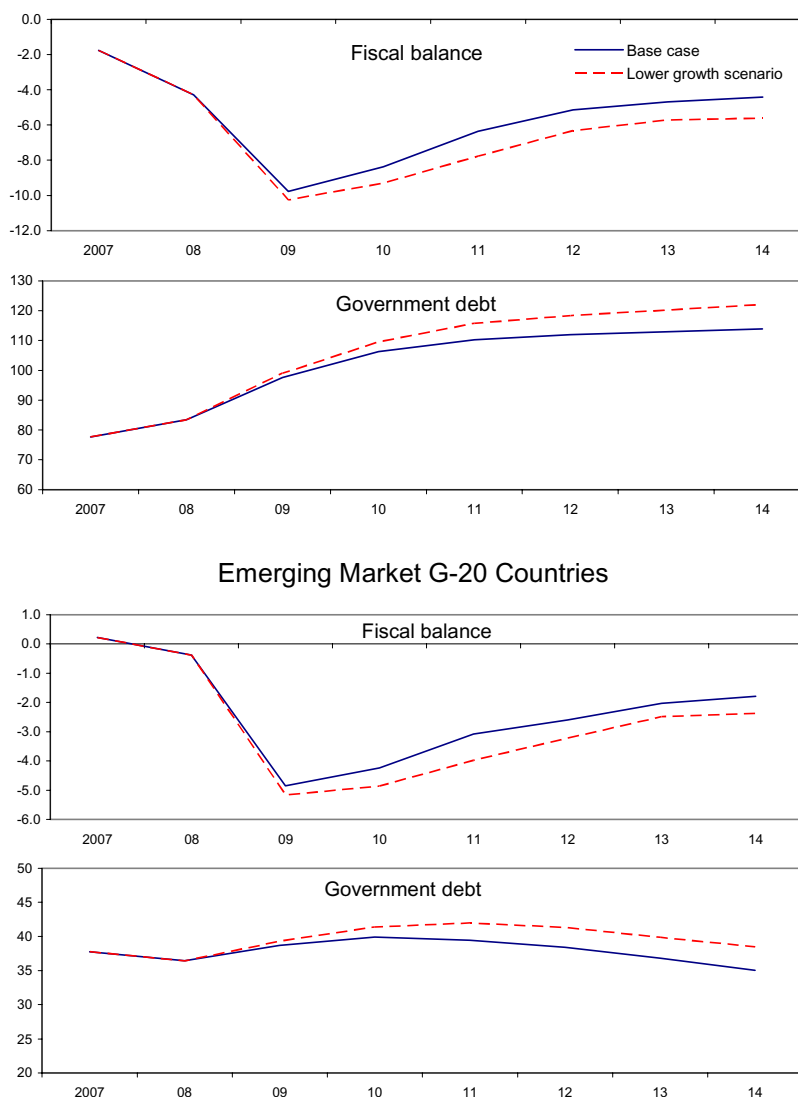 0.0
-2.0
-4.0
-6.0
-8.0
-10.0
-12.0
Fiscal balance
Base case
Lower growth scenario
2007 08 09 10 11 12 13 14
130
120
110
100
90
80
70
60
Government debt
2007 08 09 10 11 12 13 14
Emerging Market G-20 Countries
1.0
0.0
-1.0
-2.0
-3.0
-4.0
-5.0
-6.0
Fiscal balance
2007 08 09 10 11 12 13 14
50
45
40
35
30
25
20
Government debt
2007 08 09 10 11 12 13 14